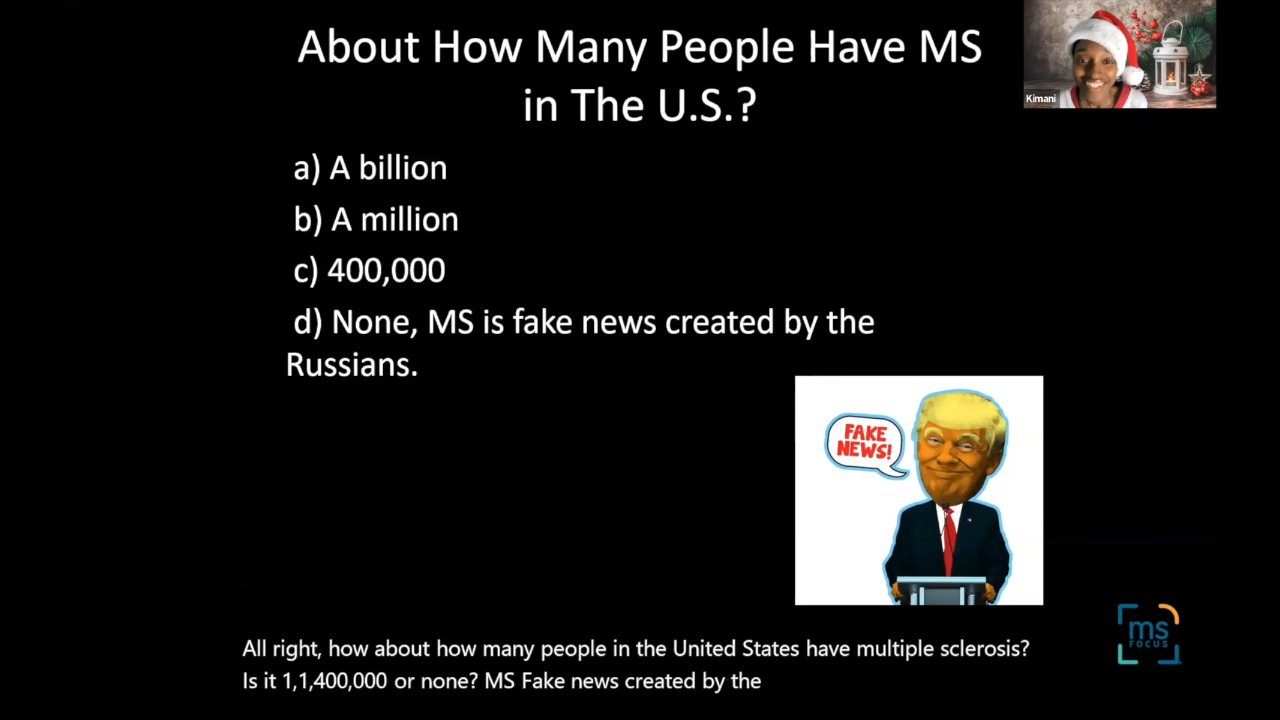 About How Many People Have MS
in The U.S.?
Kimani
a) A billion
b) A million
c) 400,000
d) None, MS is fake news created by the
Russians.
FAKE
NEWS!
ms
FOCUS
All right, how about how many people in the United States have multiple sclerosis?
Is it 1,1,400,000 or none? MS Fake news created by the